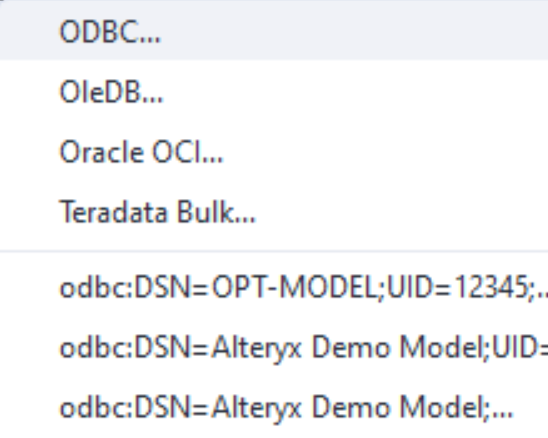 ODBC...
OleDB...
Oracle OCI...
Teradata Bulk...
odbc:DSN=OPT-MODEL;UID=12345;...
odbc:DSN=Alteryx Demo Model;UID=
odbc:DSN=Alteryx Demo Model;...